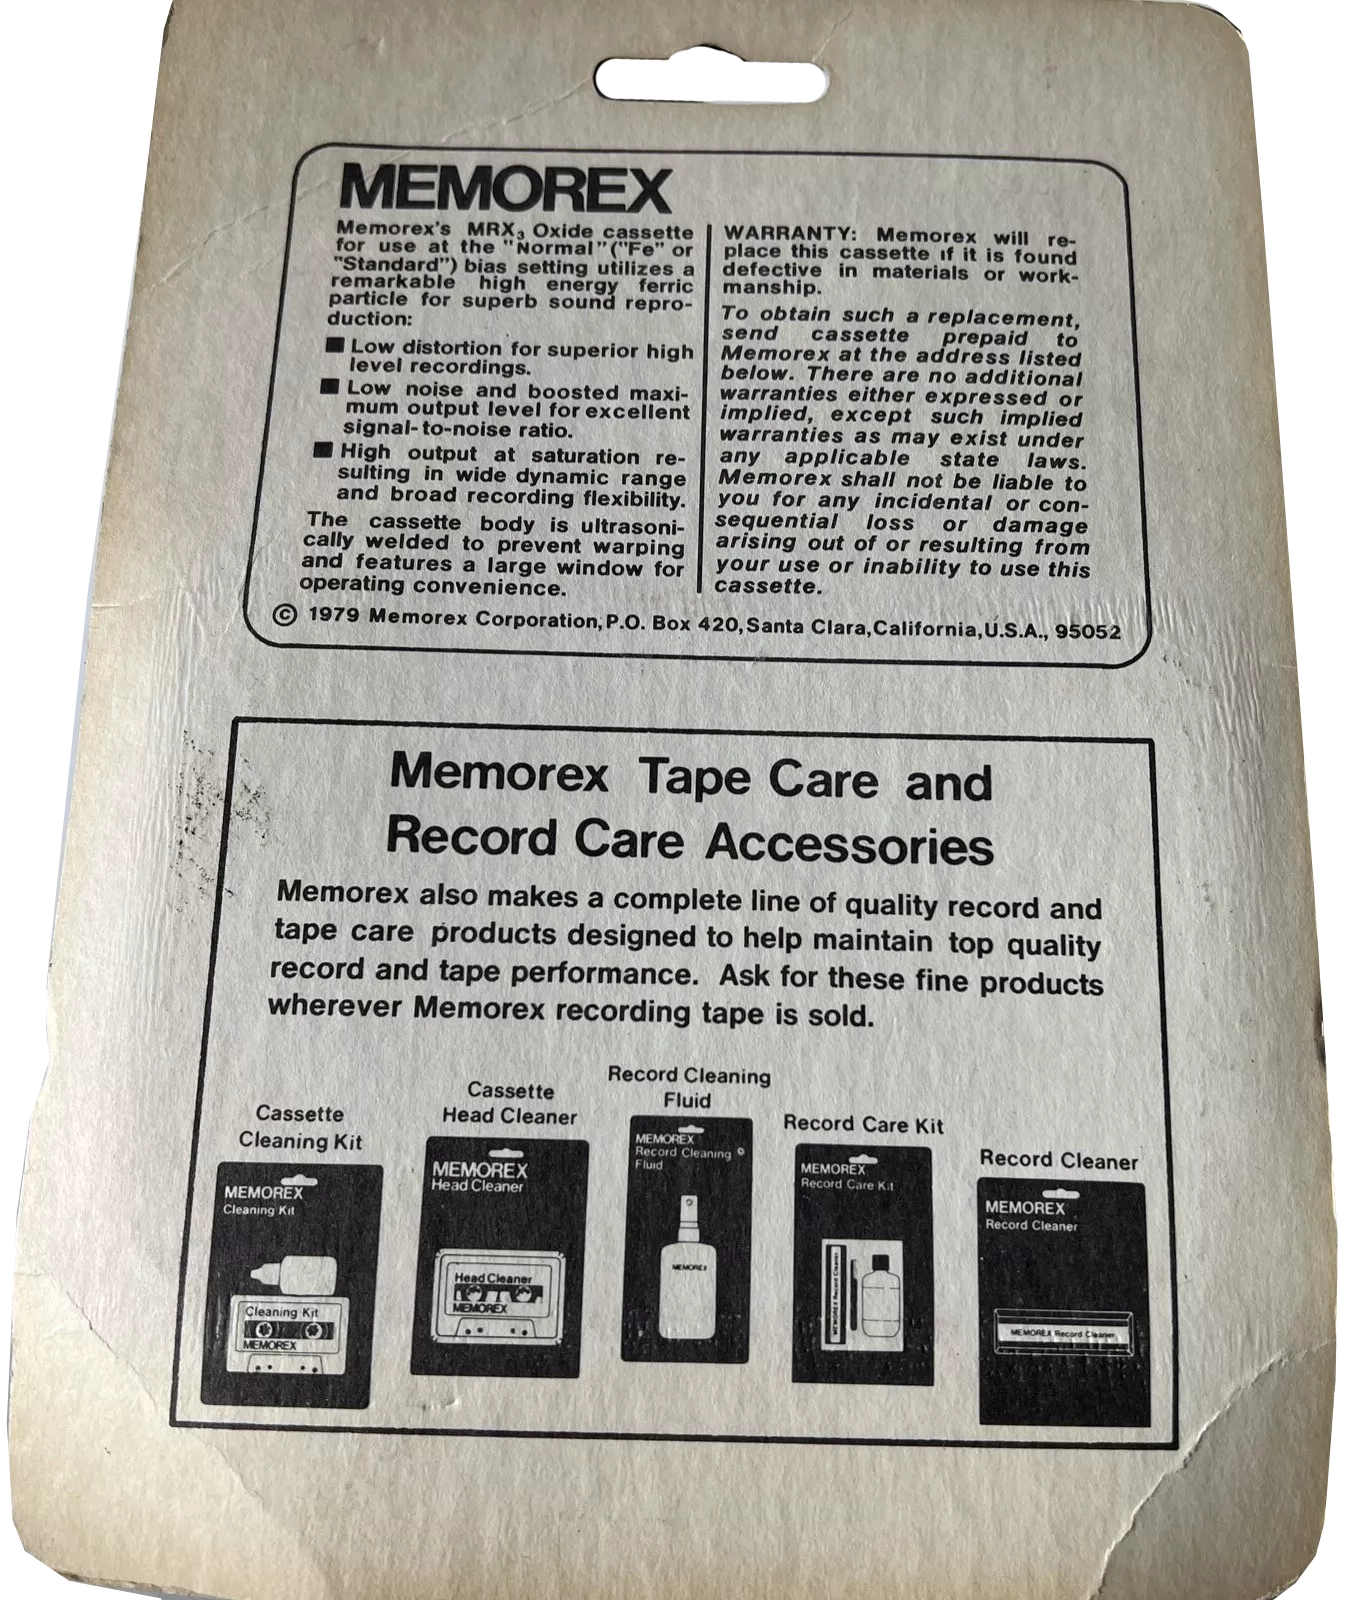 MEMOREX
Memorex's MRX₃ Oxide cassette
for use at the "Normal" ("Fe" or
"Standard") bias setting utilizes a
remarkable high energy ferric
particle for superb sound repro-
duction:
■ Low distortion for superior high
level recordings.
■ Low noise and boosted maxi-
mum output level for excellent
signal-to-noise ratio.
■ High output at saturation re-
sulting in wide dynamic range
and broad recording flexibility.
The cassette body is ultrasoni-
cally welded to prevent warping
and features a large window for
operating convenience.
WARRANTY: Memorex will re-
place this cassette if it is found
defective in materials or work-
manship.
To obtain such a replacement,
send cassette prepaid to
Memorex at the address listed
below. There are no additional
warranties either expressed or
implied, except such implied
warranties as may exist under
any applicable state laws.
Memorex shall not be liable to
you for any incidental or con-
sequential loss or damage
arising out of or resulting from
your use or inability to use this
cassette.
© 1979 Memorex Corporation, P.O. Box 420, Santa Clara, California, U.S.A., 95052
Memorex Tape Care and
Record Care Accessories
Memorex also makes a complete line of quality record and
tape care products designed to help maintain top quality
record and tape performance. Ask for these fine products
wherever Memorex recording tape is sold.
Cassette
Cleaning Kit
MEMOREX
Cleaning Kit
Cleaning Kit
MEMOREX
Cassette
Head Cleaner
MEMOREX
Head Cleaner
Head Cleaner
MEMOREX
Record Cleaning
Fluid
MEMOREX
Record Cleaning
Fluid
MEMOREX
Record Care Kit
MEMOREX
Record Care Kit
MEMOREX Record Cleaner
Record Cleaner
MEMOREX
Record Cleaner
MEMOREX Record Cleaner